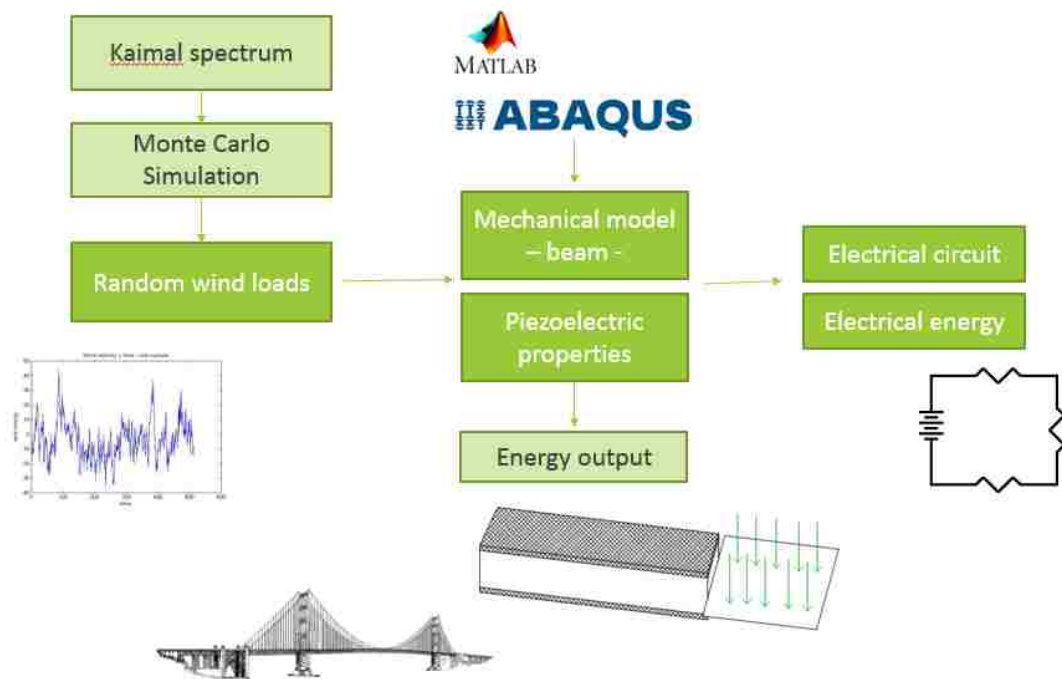 Kaimal spectrum
Monte Carlo
Simulation
Random wind loads
MATLAB
ABAQUS
Mechanical model
– beam -
Piezoelectric
properties
Energy output
Electrical circuit
Electrical energy